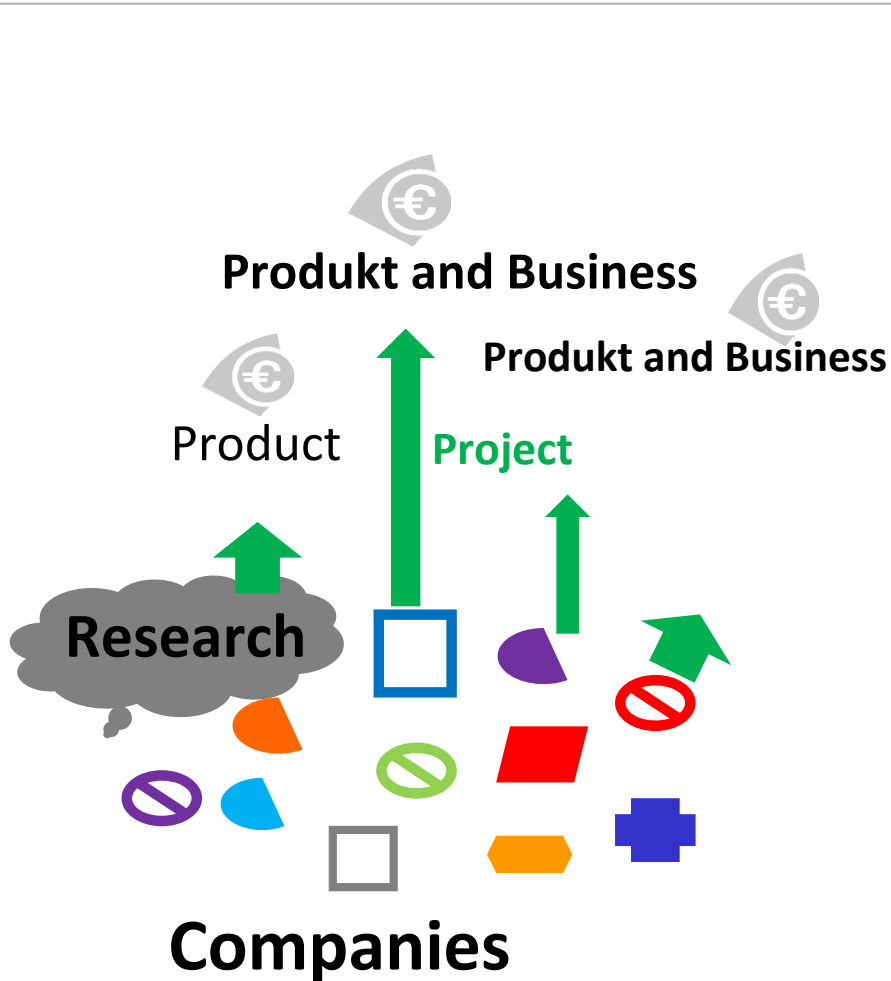 Produkt and Business
Produkt and Business
Product
Project
Research
Companies